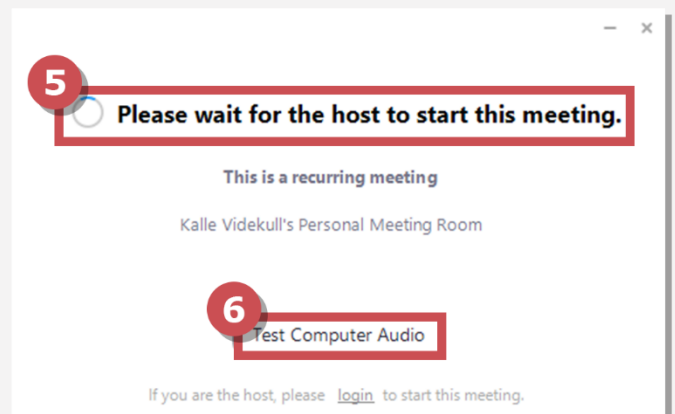 5
Please wait for the host to start this meeting.
This is a recurring meeting
Kalle Videkull's Personal Meeting Room
6
Test Computer Audio
If you are the host, please login to start this meeting.